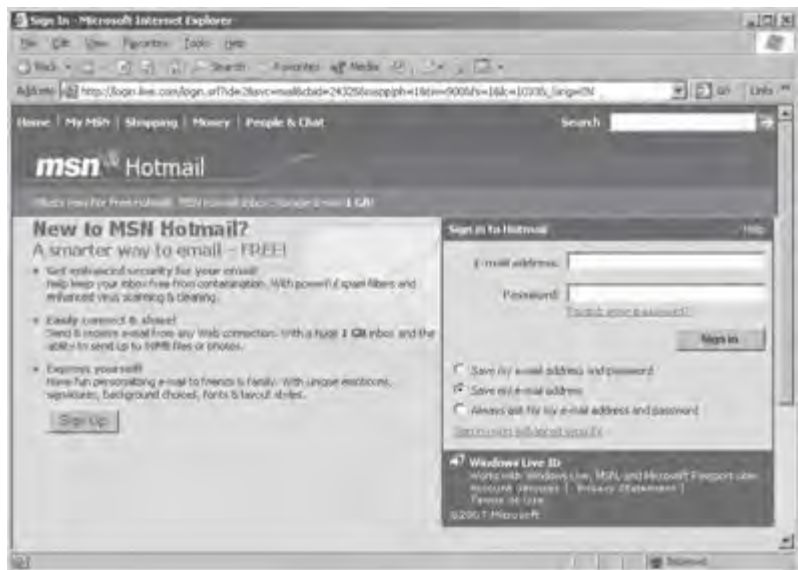 Sign In - Microsoft Internet Explorer
File Edit View Favorites Tools Help
Back Search Favorites Media
Address Go Links
Home | My MSN | Shopping | Money | People & Chat Search
msn Hotmail
1 GB!
New to MSN Hotmail?
A smarter way to email – FREE!
Get enhanced security for your email!
Help keep your inbox free from contamination. With powerful spam filters and
enhanced virus scanning & cleaning.
Easily connect & share!
Send & receive e-mail from any Web connection. With a huge 1 GB inbox and the
ability to send up to files or photos.
Express yourself!
Have fun personalizing e-mail to friends & family. With unique emoticons,
signatures, background choices, fonts & layout styles.
Sign Up
Sign in to Hotmail Help
E-mail address:
Password:
Forgot your password?
Sign in
Save my e-mail address and password
Save my e-mail address
Always ask for my e-mail address and password
Windows Live ID
Works with Windows Live, MSN, and Microsoft Passport sites
Account Services | Privacy Statement |
Terms of Use
©2007 Microsoft
Internet